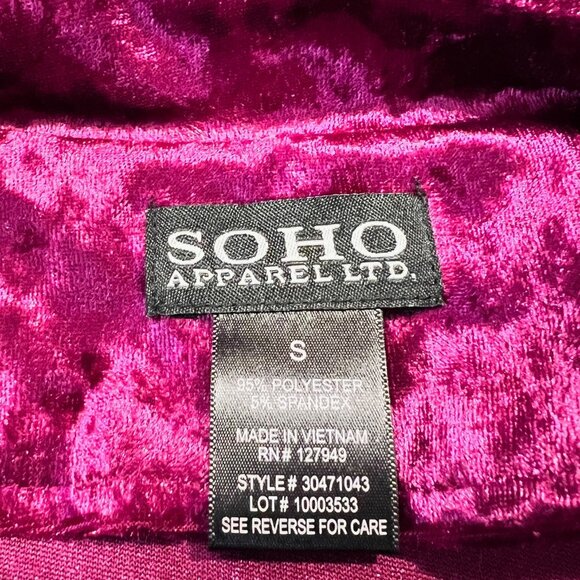 SOHO
APPAREL LTD.
S
95% POLYESTER
5% SPANDEX
MADE IN VIETNAM
RN# 127949
STYLE# 30471043
LOT# 10003533
SEE REVERSE FOR CARE